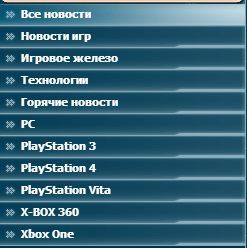 Все новости
Новости игр
Игровое железо
Технологии
Горячие новости
PC
PlayStation 3
PlayStation 4
PlayStation Vita
X-BOX 360
Xbox One